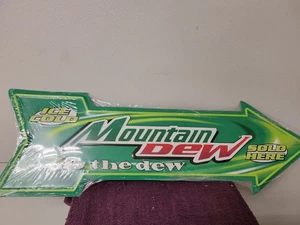 ICE
COLD
Mountain
DEW
the dew
SOLD
HERE